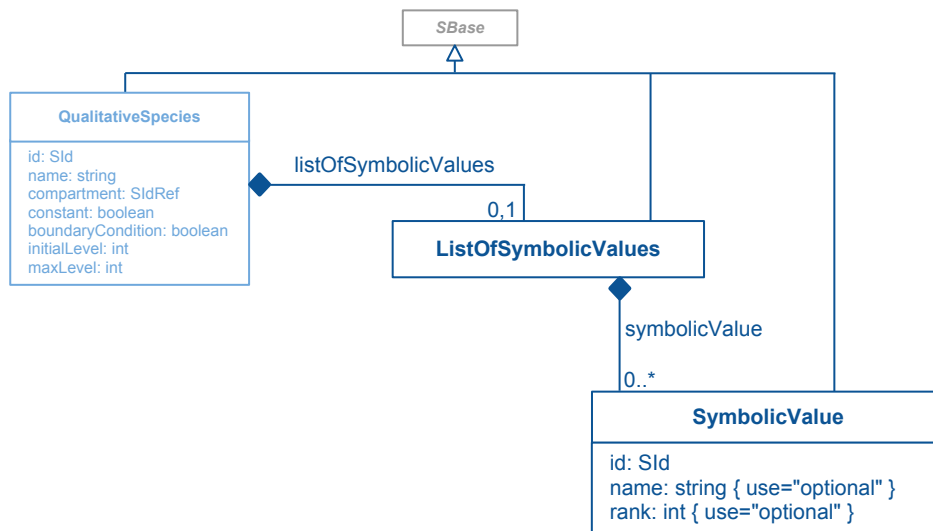 SBase
QualitativeSpecies
id: SId
name: string
compartment: SIdRef
constant: boolean
boundaryCondition: boolean
initialLevel: int
maxLevel: int
listOfSymbolicValues
0,1
ListOfSymbolicValues
symbolicValue
0..*
SymbolicValue
id: SId
name: string { use="optional" }
rank: int { use="optional" }